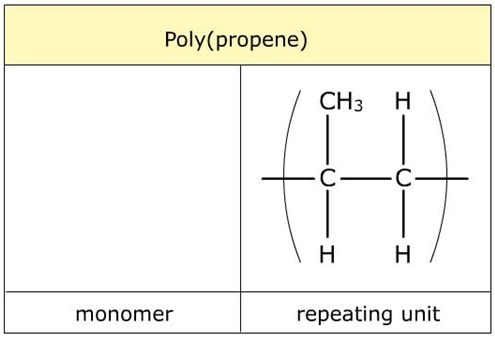 Poly(propene)
CH₃ H
C C
H H
monomer repeating unit